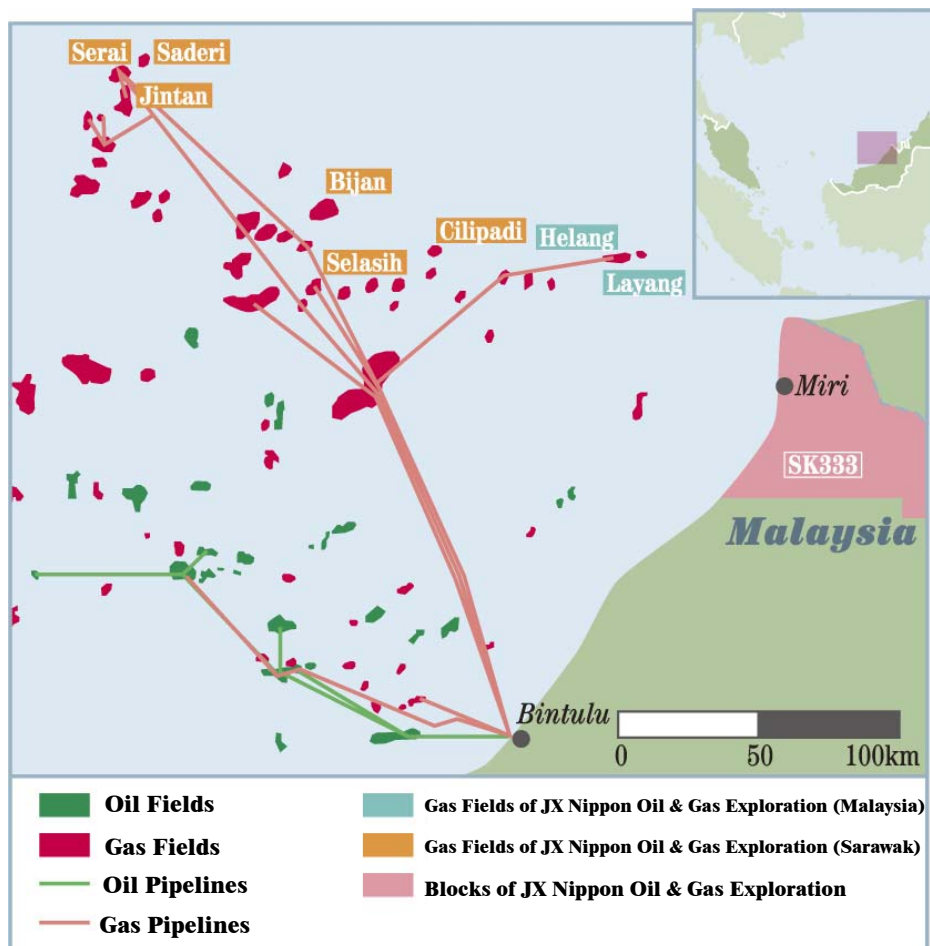 Serai
Saderi
Jintan
Bijan
Cilipadi
Helang
Selasih
Layang
Miri
SK333
Malaysia
Bintulu
0
50
100km
Oil Fields
Gas Fields
Oil Pipelines
Gas Pipelines
Gas Fields of JX Nippon Oil & Gas Exploration (Malaysia)
Gas Fields of JX Nippon Oil & Gas Exploration (Sarawak)
Blocks of JX Nippon Oil & Gas Exploration